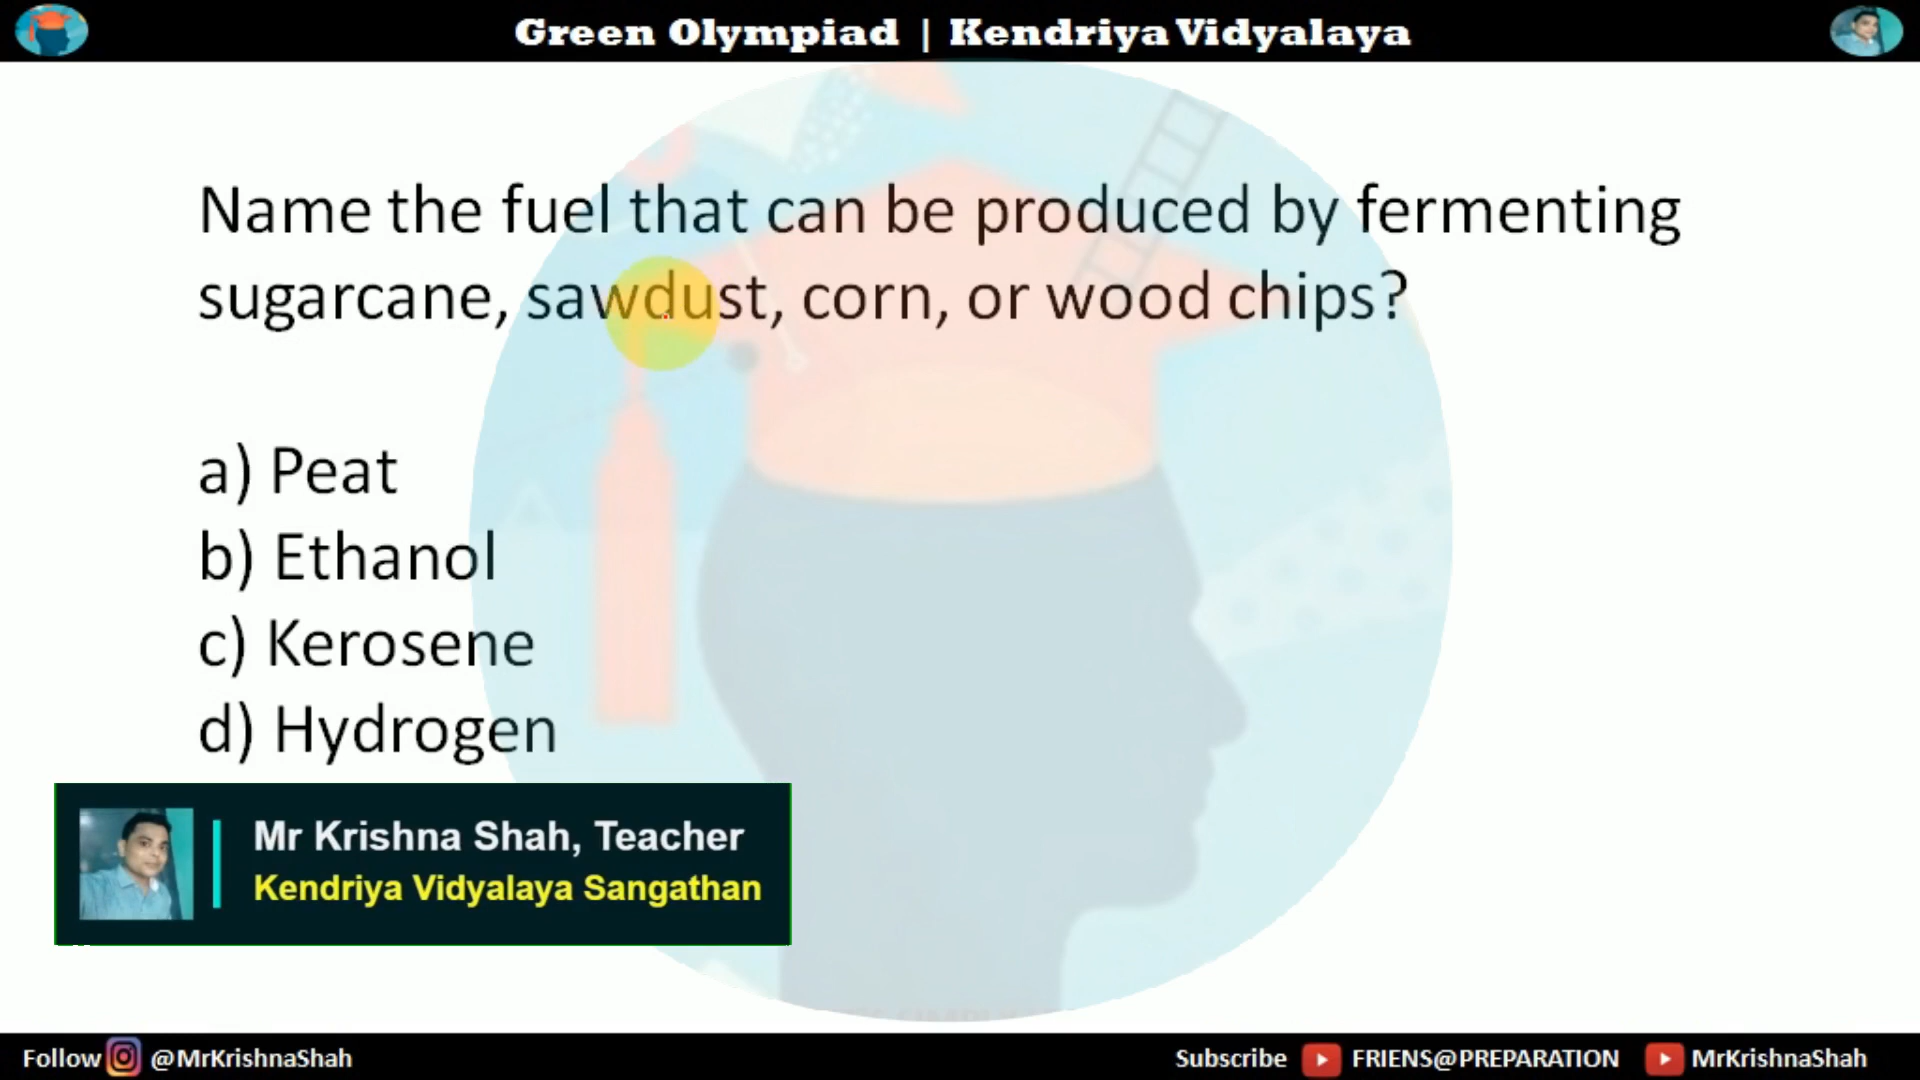 Green Olympiad | Kendriya Vidyalaya
Name the fuel that can be produced by fermenting
sugarcane, sawdust, corn, or wood chips?
a) Peat
b) Ethanol
c) Kerosene
d) Hydrogen
Mr Krishna Shah, Teacher
Kendriya Vidyalaya Sangathan
Follow @MrKrishnaShah
Subscribe FRIENS@PREPARATION MrKrishnaShah